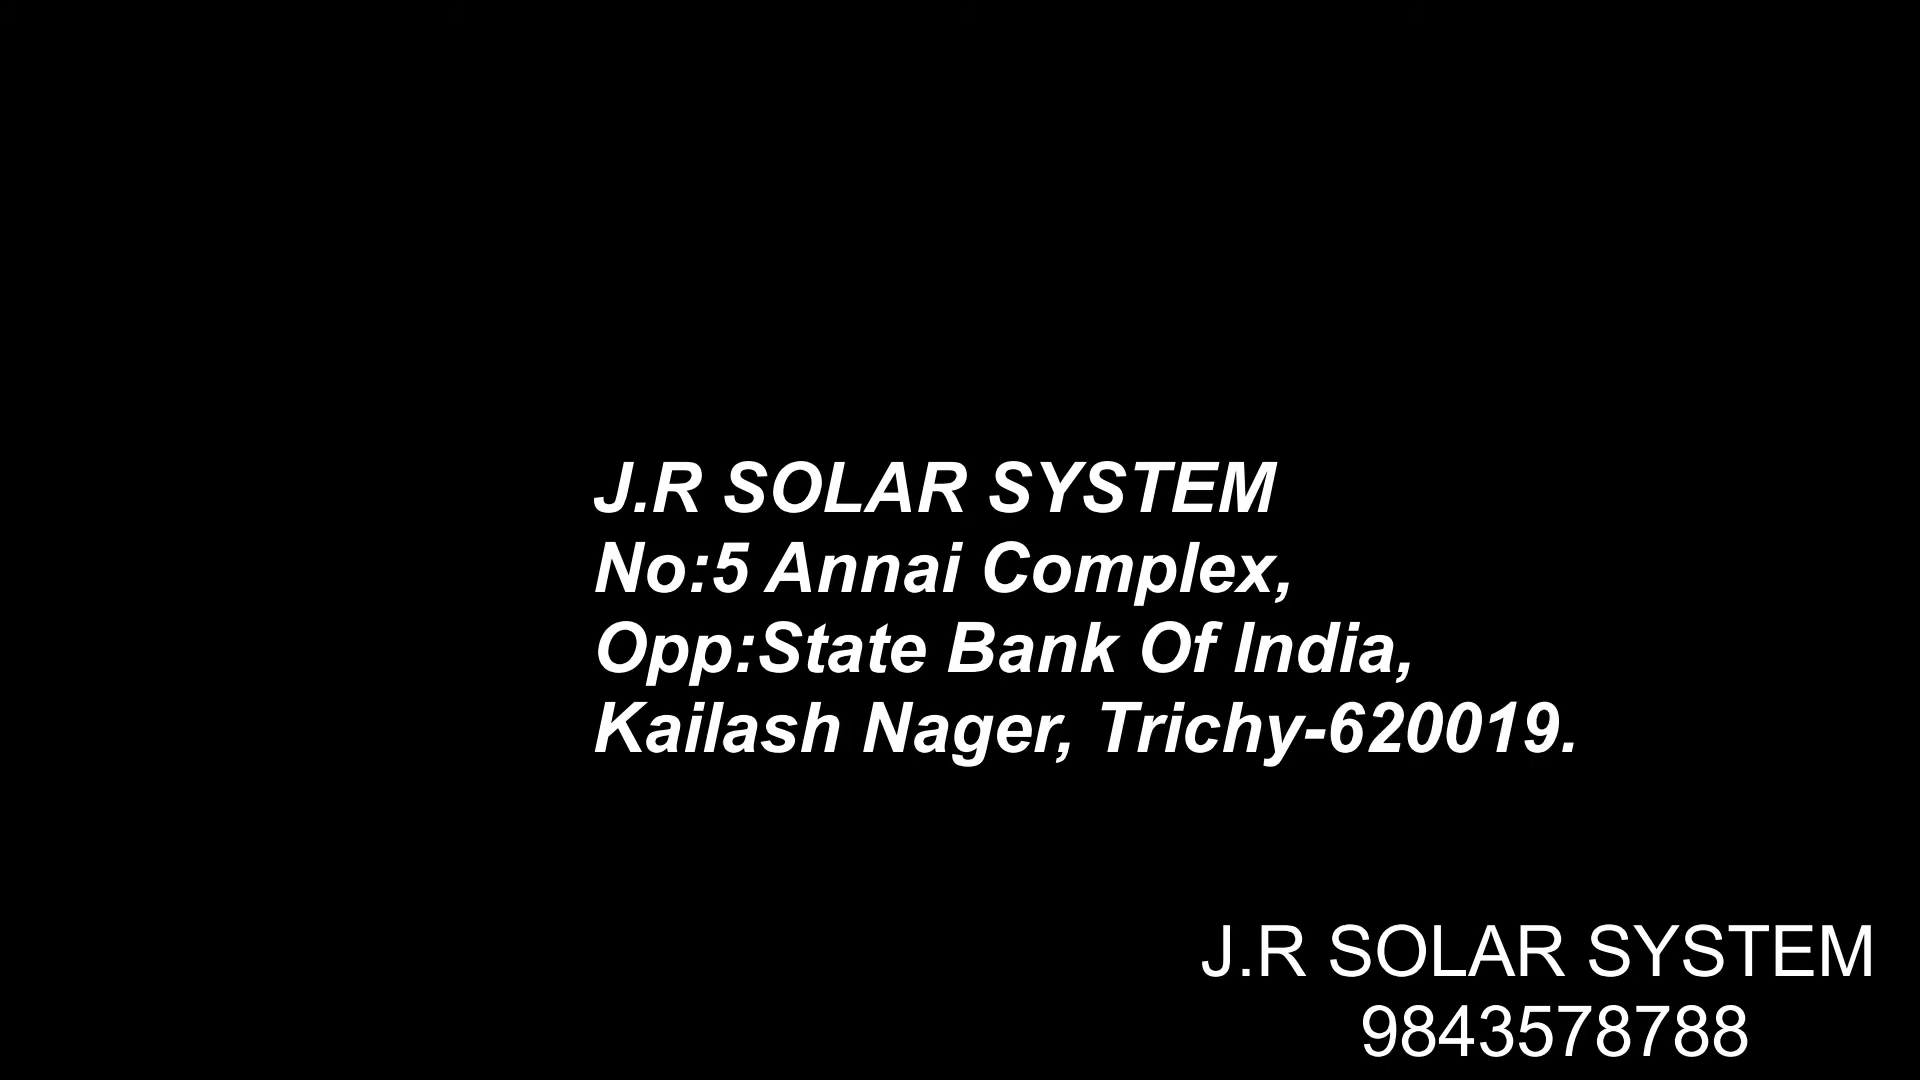 J.R SOLAR SYSTEM
No:5 Annai Complex,
Opp:State Bank Of India,
Kailash Nager, Trichy-620019.
J.R SOLAR SYSTEM
9843578788